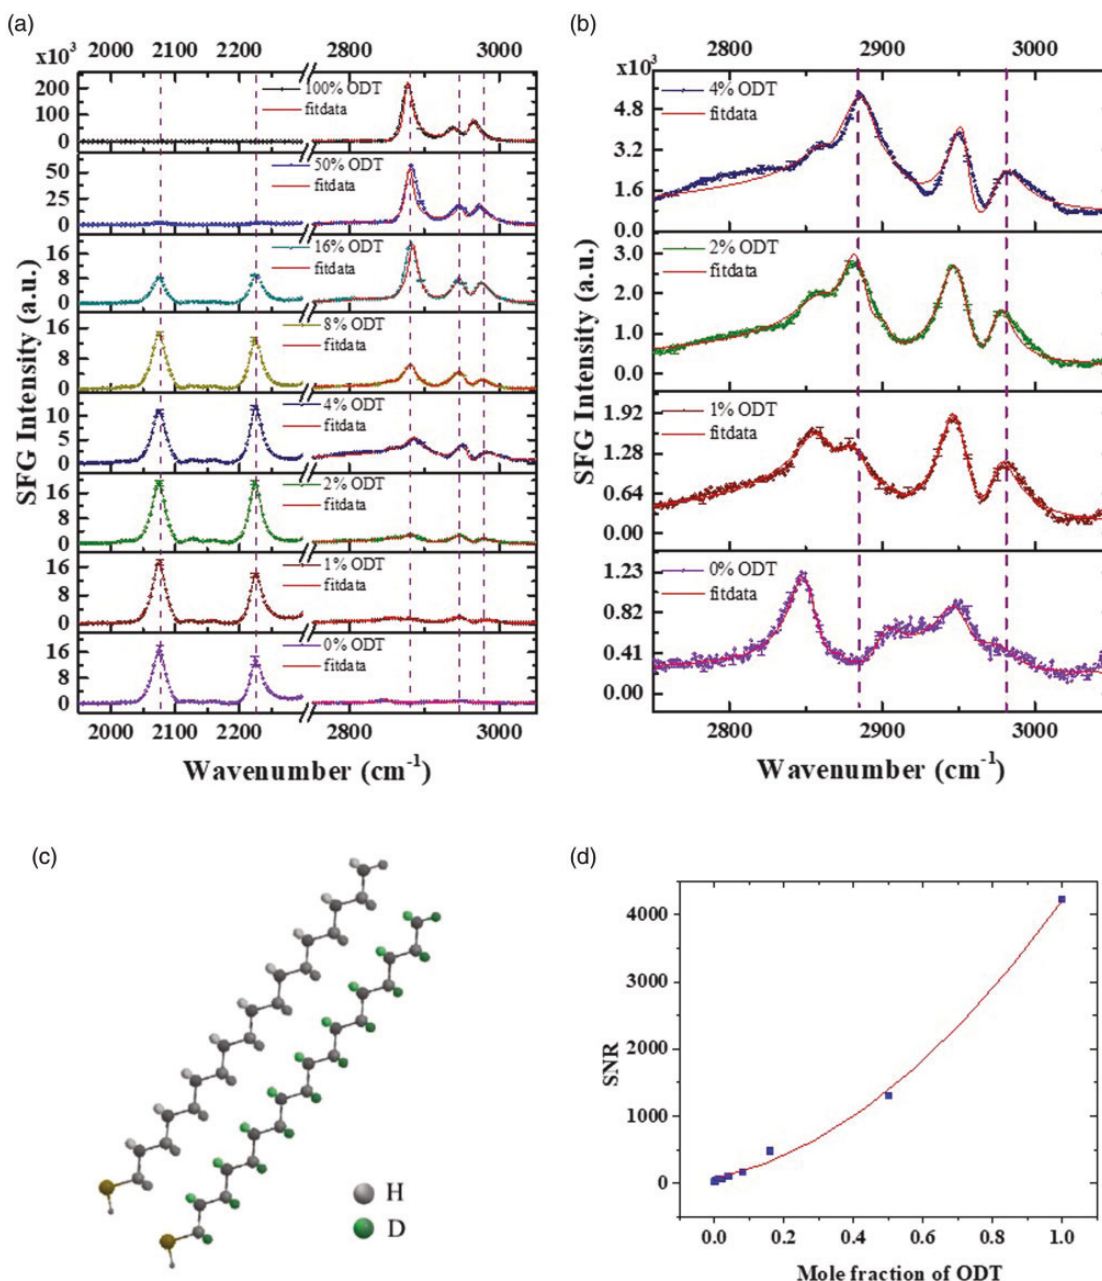 (a)
2000 2100 2200 2800 3000
x10³
200
100
0
100% ODT
fitdata
50
25
0
50% ODT
fitdata
16
8
0
16% ODT
fitdata
16
8
0
8% ODT
fitdata
10
5
0
4% ODT
fitdata
16
8
0
2% ODT
fitdata
16
8
0
1% ODT
fitdata
16
8
0
0% ODT
fitdata
SFG Intensity (a.u.)
2000 2100 2200 2800 3000
Wavenumber (cm⁻¹)
(b)
2800 2900 3000
x10³
4.8
3.2
1.6
0.0
4% ODT
fitdata
3.0
2.0
1.0
0.0
2% ODT
fitdata
1.92
1.28
0.64
0.00
1% ODT
fitdata
1.23
0.82
0.41
0.00
0% ODT
fitdata
SFG Intensity (a.u.)
2800 2900 3000
Wavenumber (cm⁻¹)
(c)
H
D
(d)
4000
3000
2000
1000
0
SNR
0.0 0.2 0.4 0.6 0.8 1.0
Mole fraction of ODT